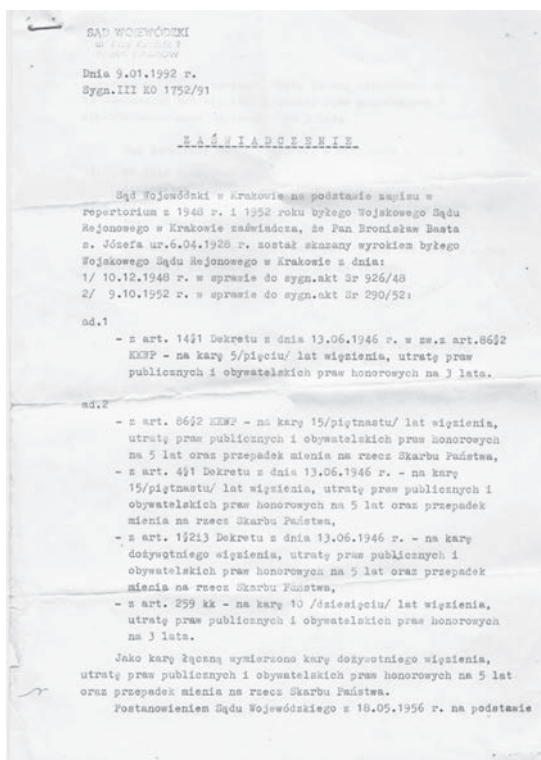 SĄD WOJEWÓDZKI
Dnia 9.01.1992 r.
Sygn.III KO 1752/91
ZAŚWIADCZENIE
Sąd Wojewódzki w Krakowie na podstawie zapisu w
repertorium z 1948 r. i 1952 roku byłego Wojskowego Sądu
Rejonowego w Krakowie zaświadcza, że Pan Bronisław Basta
s. Józefa ur.6.04.1928 r. został skazany wyrokiem byłego
Wojskowego Sądu Rejonowego w Krakowie z dnia:
1/ 10.12.1948 r. w sprawie do sygn.akt Sr 926/48
2/ 9.10.1952 r. w sprawie do sygn.akt Sr 290/52:
ad.1
- z art. 14§1 Dekretu z dnia 13.06.1946 r. w zw.z art.86§2
KKWP - na karę 5/pięciu/ lat więzienia, utratę praw
publicznych i obywatelskich praw honorowych na 3 lata.
ad.2
- z art. 86§2 KKWP - na karę 15/piętnastu/ lat więzienia,
utratę praw publicznych i obywatelskich praw honorowych
na 5 lat oraz przepadek mienia na rzecz Skarbu Państwa,
- z art. 4§1 Dekretu z dnia 13.06.1946 r. - na karę
15/piętnastu/ lat więzienia, utratę praw publicznych i
obywatelskich praw honorowych na 5 lat oraz przepadek
mienia na rzecz Skarbu Państwa,
- z art. 1§2i3 Dekretu z dnia 13.06.1946 r. - na karę
dożywotniego więzienia, utratę praw publicznych i
obywatelskich praw honorowych na 5 lat oraz przepadek
mienia na rzecz Skarbu Państwa,
- z art. 259 kk - na karę 10 /dziesięciu/ lat więzienia,
utratę praw publicznych i obywatelskich praw honorowych
na 3 lata.
Jako karę łączną wymierzono karę dożywotniego więzienia,
utratę praw publicznych i obywatelskich praw honorowych na 5 lat
oraz przepadek mienia na rzecz Skarbu Państwa.
Postanowieniem Sądu Wojewódzkiego z 18.05.1956 r. na podstawie